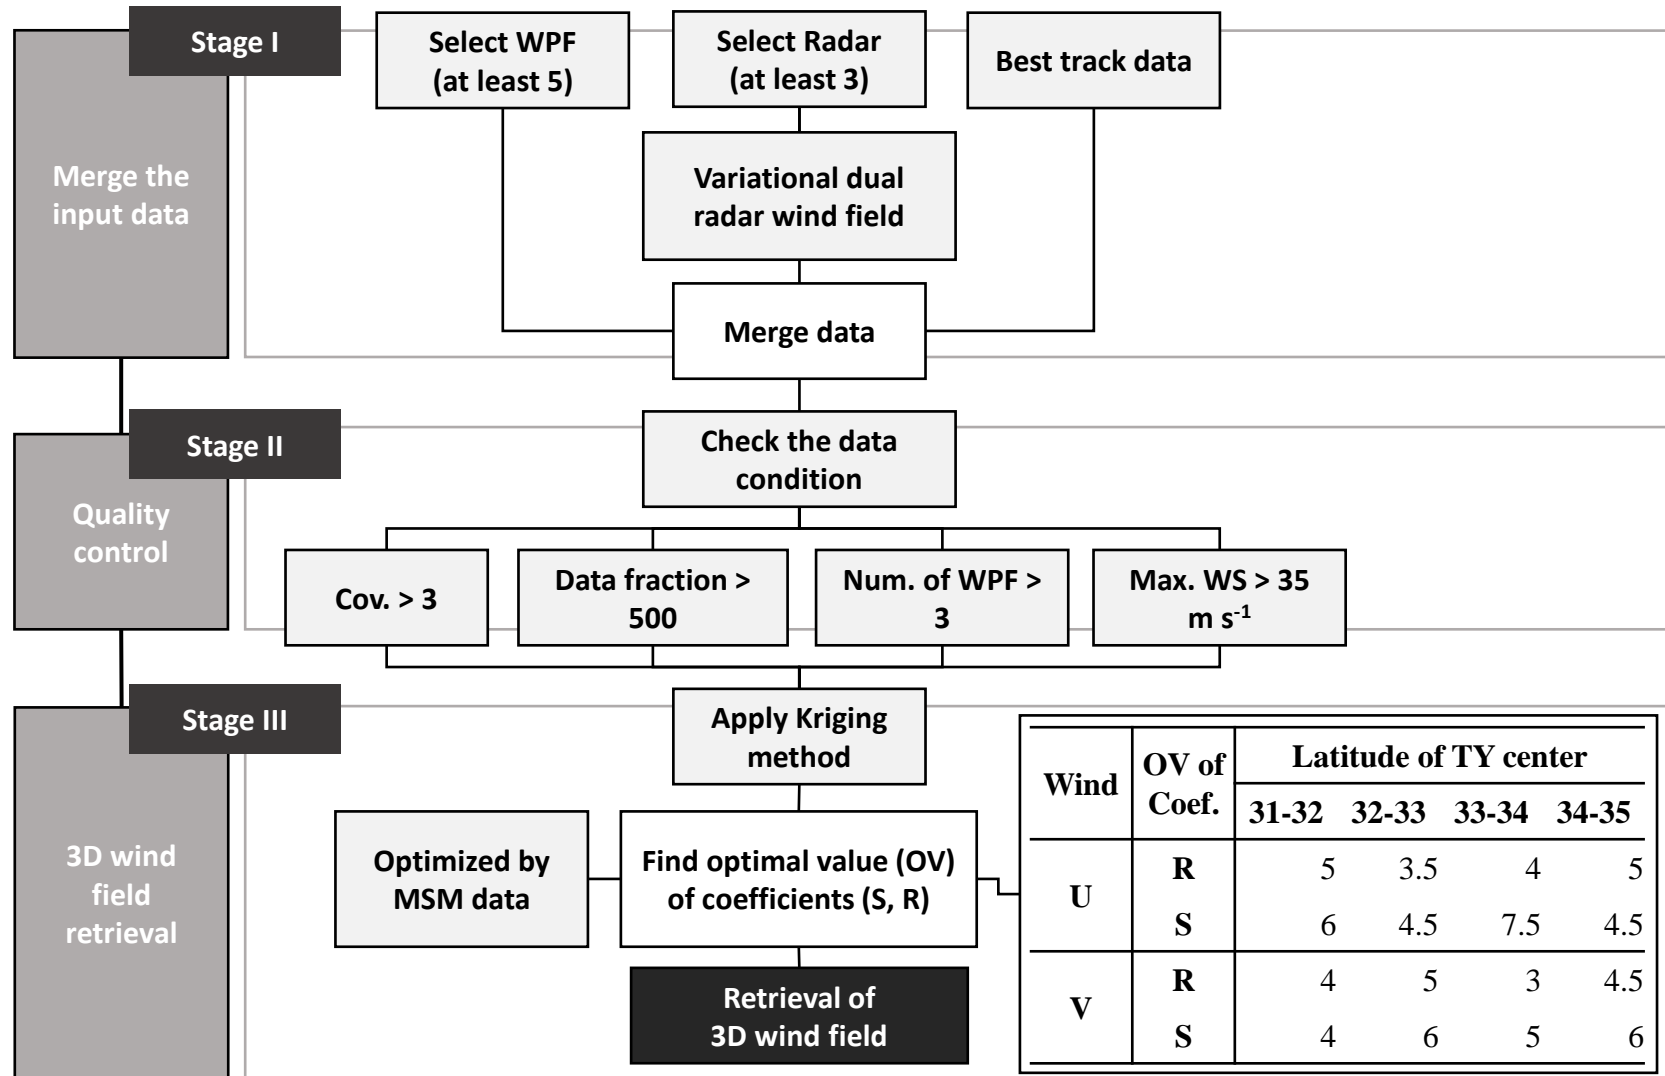 Stage I
Merge the
input data
Select WPF
(at least 5)
Select Radar
(at least 3)
Best track data
Variational dual
radar wind field
Merge data
Stage II
Quality
control
Check the data
condition
Cov. > 3
Data fraction >
500
Num. of WPF >
3
Max. WS > 35
m s-1
Stage III
3D wind
field
retrieval
Apply Kriging
method
Optimized by
MSM data
Find optimal value (OV)
of coefficients (S, R)
Retrieval of
3D wind field
Wind OV of Coef. Latitude of TY center
31-32 32-33 33-34 34-35
U R 5 3.5 4 5
S 6 4.5 7.5 4.5
V R 4 5 3 4.5
S 4 6 5 6